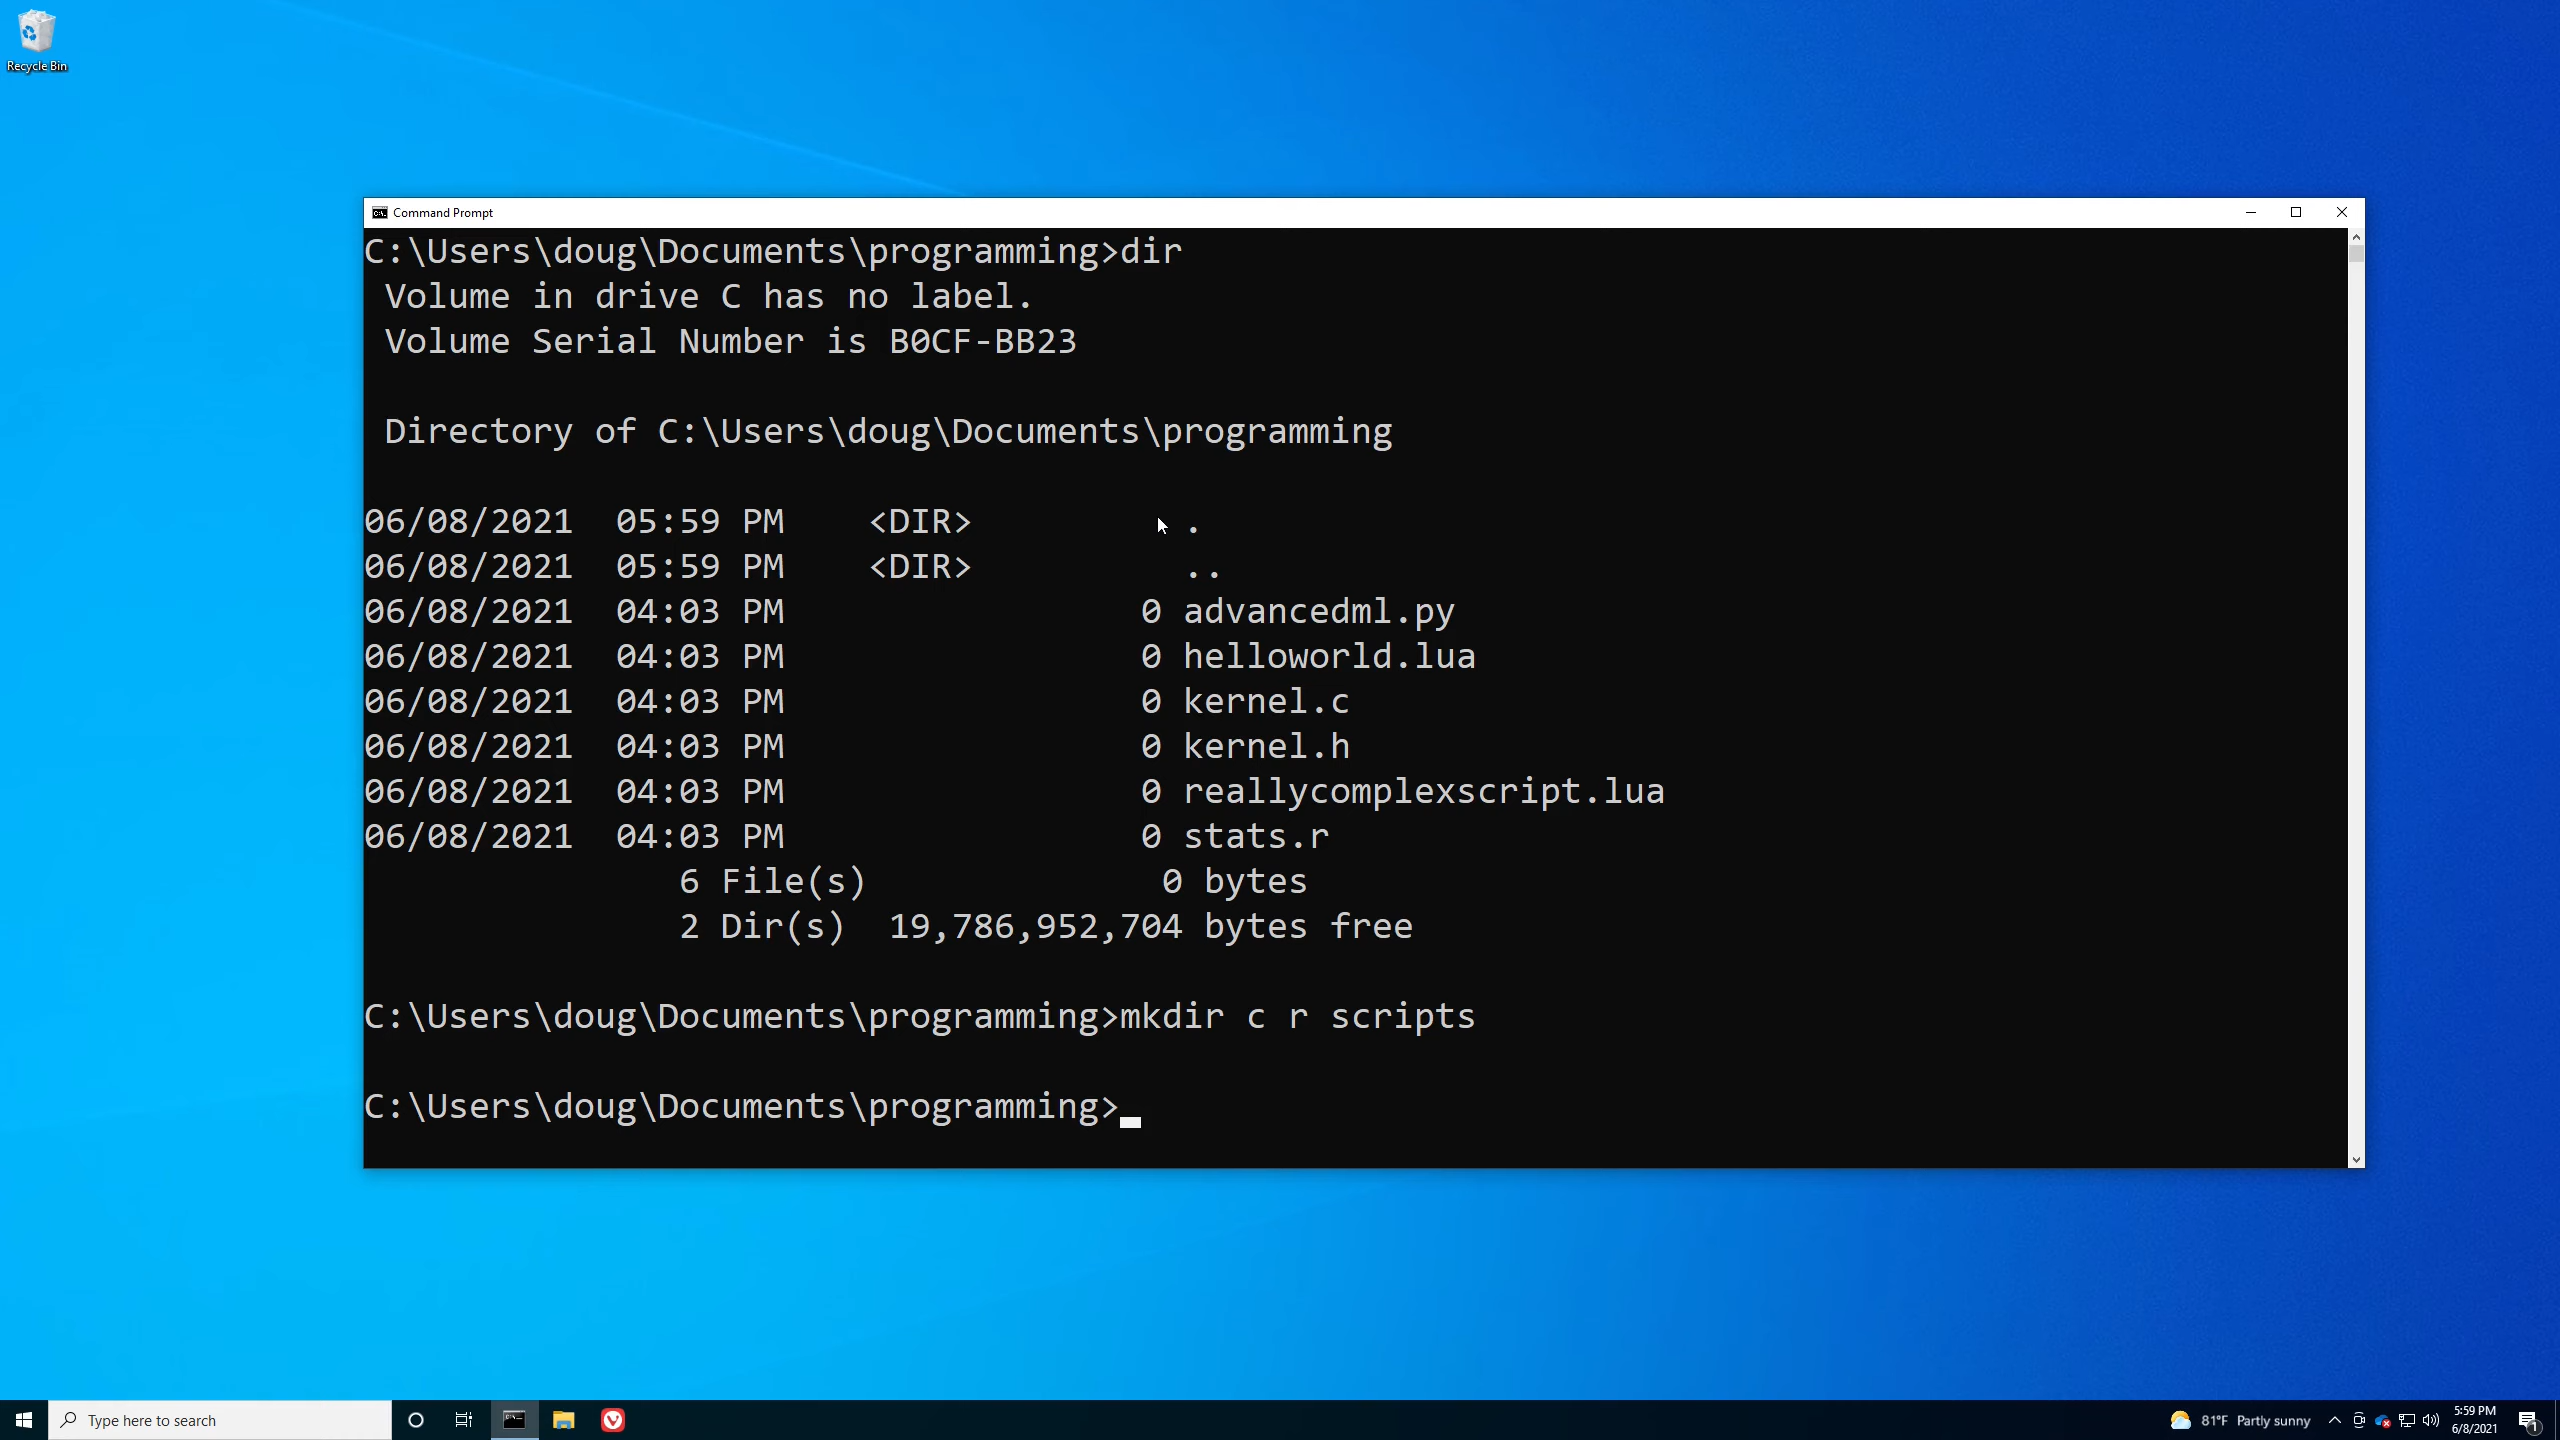 Recycle Bin
Command Prompt
C:\Users\doug\Documents\programming>dir
Volume in drive C has no label.
Volume Serial Number is B0CF-BB23
Directory of C:\Users\doug\Documents\programming
06/08/2021  05:59 PM    <DIR>          .
06/08/2021  05:59 PM    <DIR>          ..
06/08/2021  04:03 PM                 0 advancedml.py
06/08/2021  04:03 PM                 0 helloworld.lua
06/08/2021  04:03 PM                 0 kernel.c
06/08/2021  04:03 PM                 0 kernel.h
06/08/2021  04:03 PM                 0 reallycomplexscript.lua
06/08/2021  04:03 PM                 0 stats.r
6 File(s)              0 bytes
2 Dir(s)  19,786,952,704 bytes free
C:\Users\doug\Documents\programming>mkdir c r scripts
C:\Users\doug\Documents\programming>
Type here to search
81°F Partly sunny
5:59 PM
6/8/2021
1